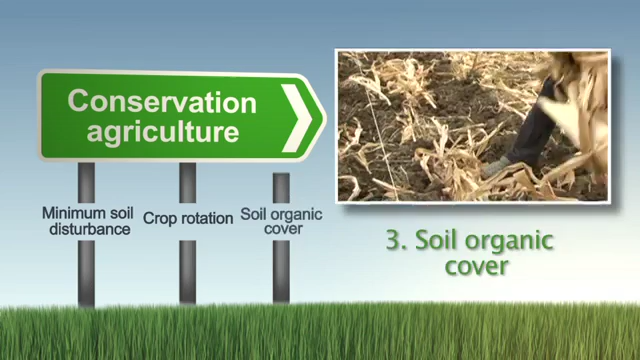 Conservation
agriculture
Minimum soil
disturbance
Crop rotation
Soil organic
cover
3. Soil organic
cover